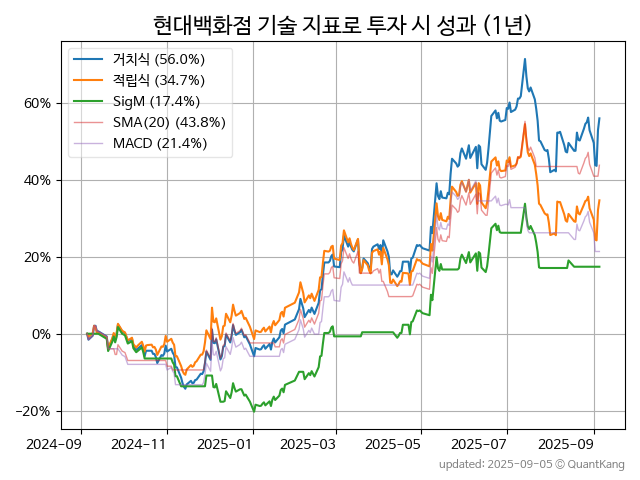 현대백화점 기술 지표로 투자 시 성과 (1년)
거치식 (56.0%)
적립식 (34.7%)
SigM (17.4%)
SMA(20) (43.8%)
MACD (21.4%)
60%
40%
20%
0%
−20%
2024-09 2024-11 2025-01 2025-03 2025-05 2025-07 2025-09
updated: 2025-09-05 © QuantKang